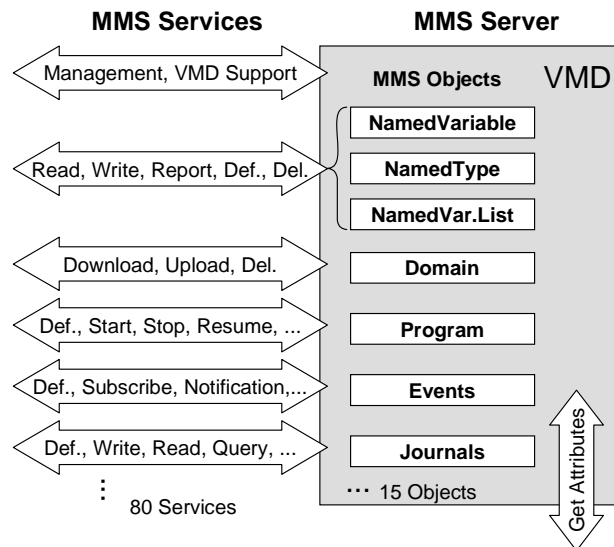 MMS Services
MMS Server
Management, VMD Support
MMS Objects
VMD
NamedVariable
Read, Write, Report, Def., Del.
NamedType
NamedVar.List
Download, Upload, Del.
Domain
Def., Start, Stop, Resume, ...
Program
Def., Subscribe, Notification,...
Events
Def., Write, Read, Query, ...
Journals
... 80 Services
... 15 Objects
Get Attributes